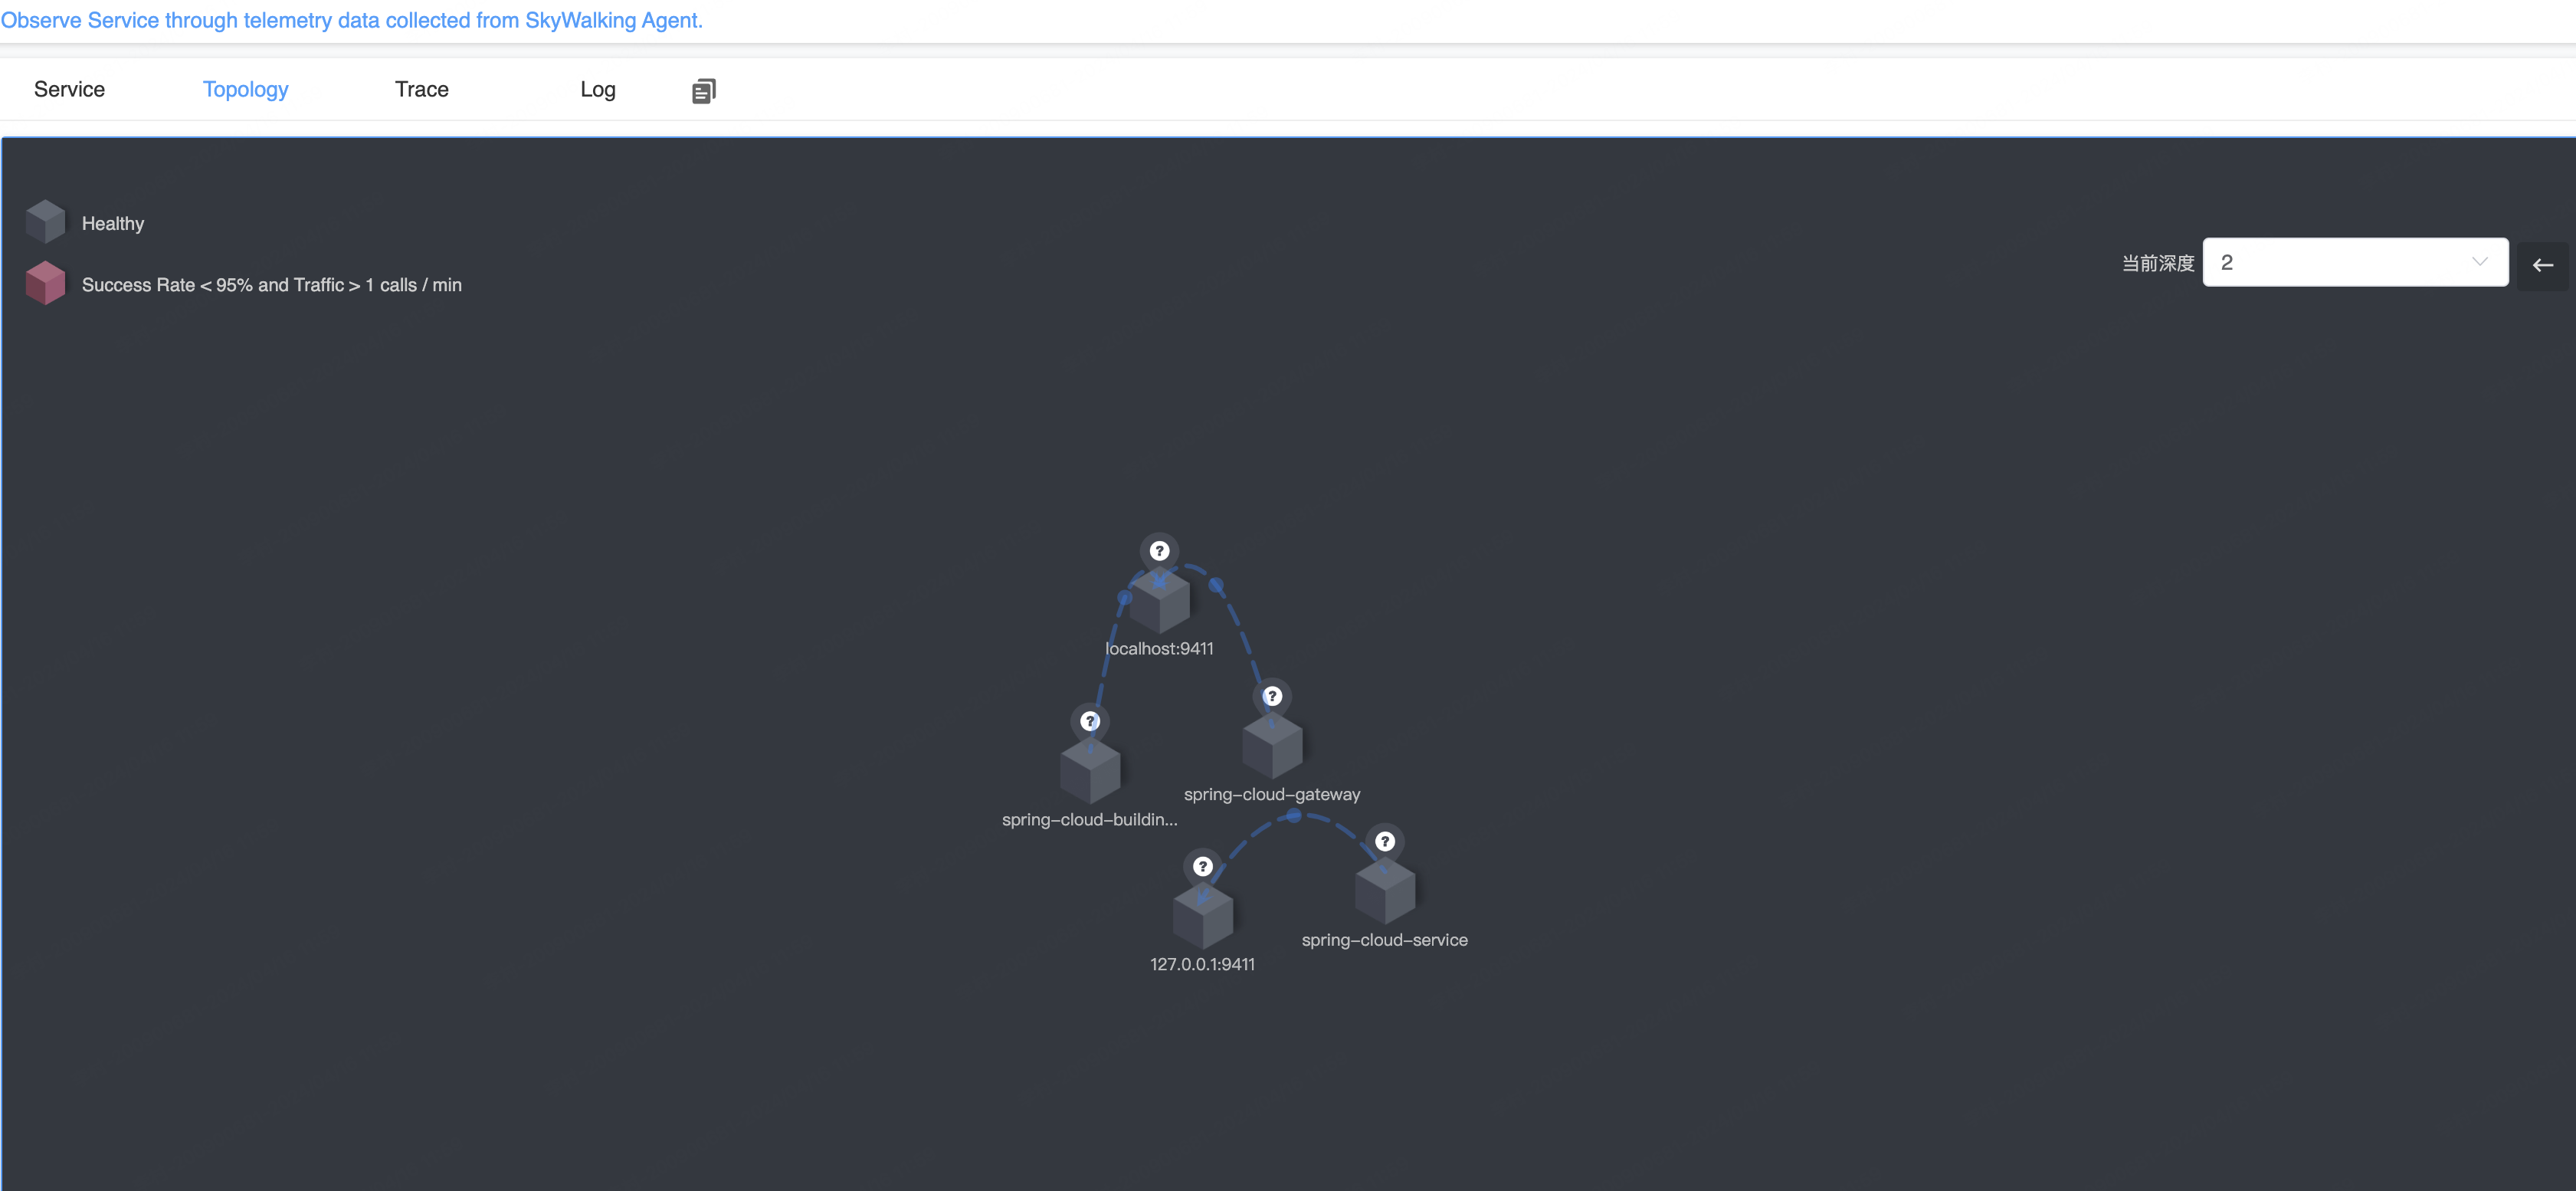 Observe Service through telemetry data collected from SkyWalking Agent.
Service Topology Trace Log
Healthy
Success Rate < 95% and Traffic > 1 calls / min
当前深度 2
?
localhost:9411
?
spring-cloud-gateway
?
spring-cloud-buildin...
?
spring-cloud-service
?
127.0.0.1:9411